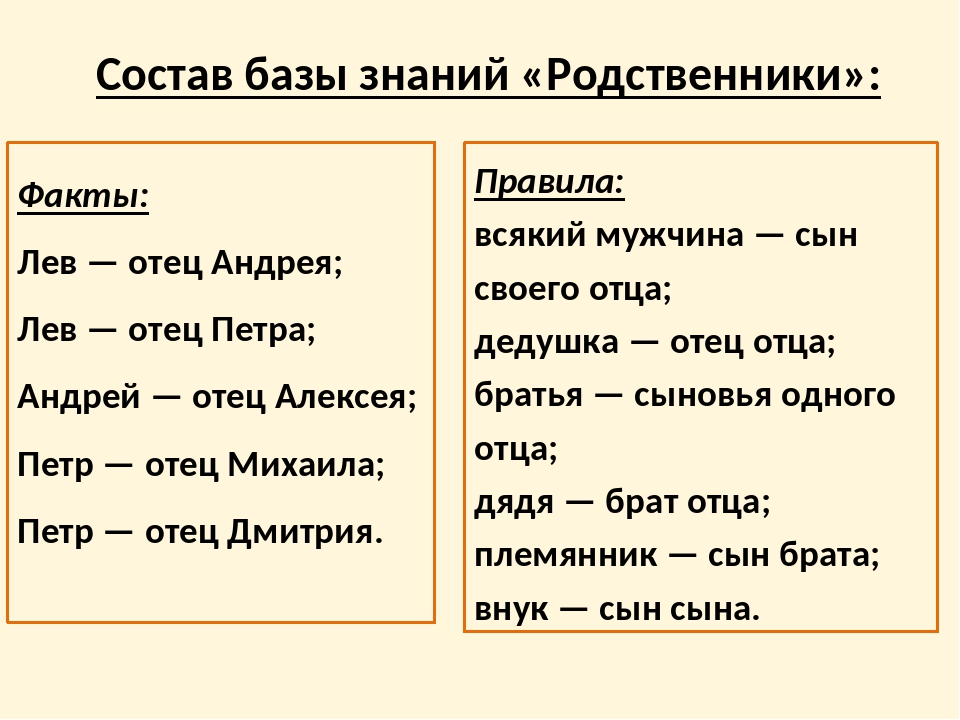 Состав базы знаний «Родственники»:
Факты:
Лев — отец Андрея;
Лев — отец Петра;
Андрей — отец Алексея;
Петр — отец Михаила;
Петр — отец Дмитрия.
Правила:
всякий мужчина — сын
своего отца;
дедушка — отец отца;
братья — сыновья одного
отца;
дядя — брат отца;
племянник — сын брата;
внук — сын сына.